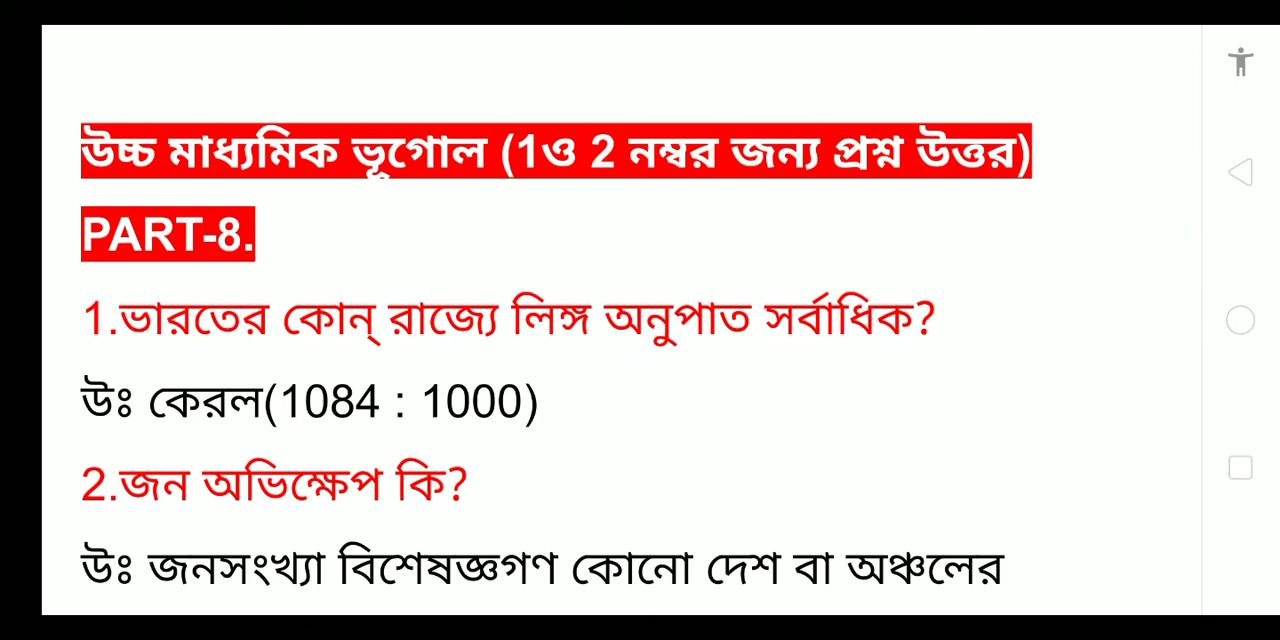 উচ্চ মাধ্যমিক ভূগোল (1ও 2 নম্বর জন্য প্রশ্ন উত্তর)
PART-8.
1.ভারতের কোন্ রাজ্যে লিঙ্গ অনুপাত সর্বাধিক?
উঃ কেরল(1084 : 1000)
2.জন অভিক্ষেপ কি?
উঃ জনসংখ্যা বিশেষজ্ঞগণ কোনো দেশ বা অঞ্চলের